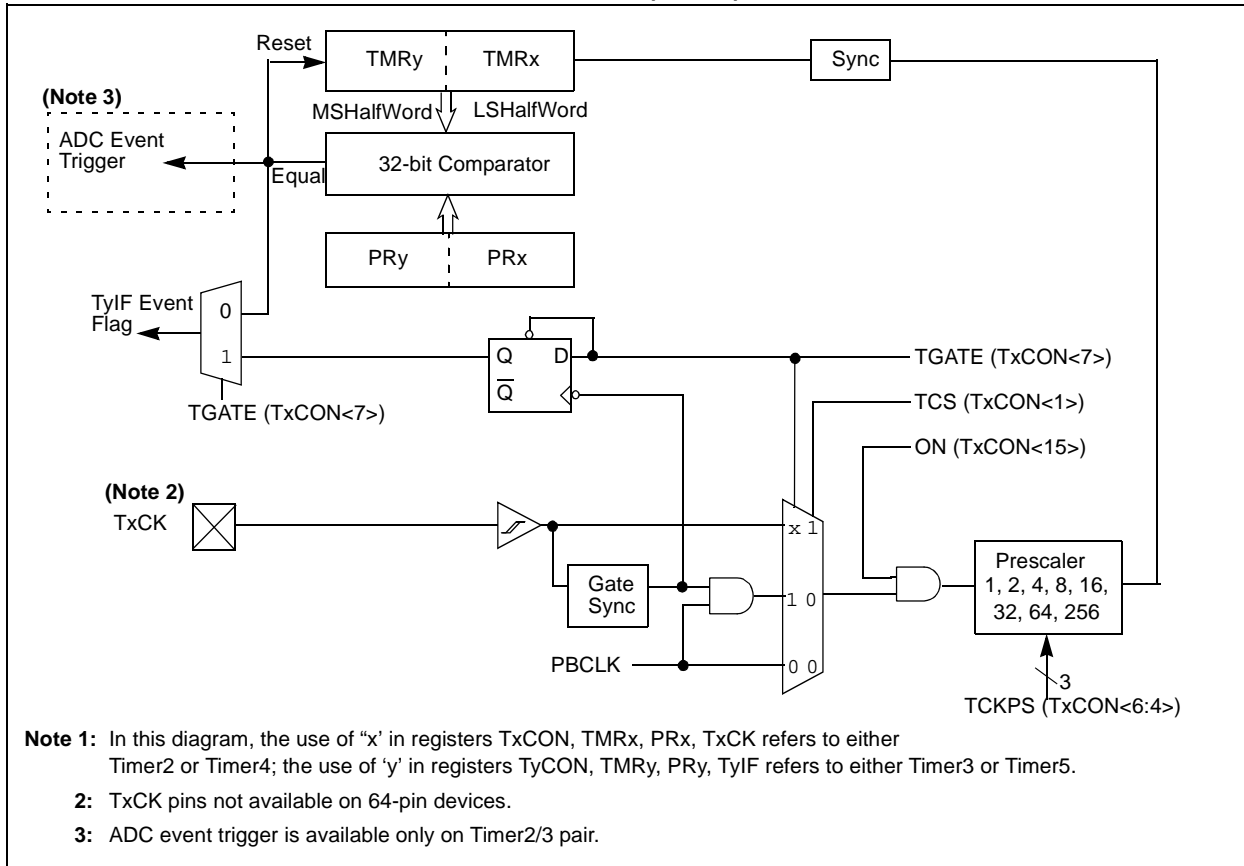 Reset
TMRy
TMRx
Sync
(Note 3)
MSHalfWord
LSHalfWord
ADC Event
Trigger
Equal
32-bit Comparator
PRy
PRx
TyIF Event
Flag
0
1
Q
D
Q
TGATE (TxCON<7>)
TGATE (TxCON<7>)
TCS (TxCON<1>)
ON (TxCON<15>)
(Note 2)
TxCK
x 1
Gate
Sync
1 0
Prescaler
1, 2, 4, 8, 16,
32, 64, 256
PBCLK
0 0
3
TCKPS (TxCON<6:4>)
Note 1: In this diagram, the use of “x’ in registers TxCON, TMRx, PRx, TxCK refers to either
Timer2 or Timer4; the use of ‘y’ in registers TyCON, TMRy, PRy, TyIF refers to either Timer3 or Timer5.
2: TxCK pins not available on 64-pin devices.
3: ADC event trigger is available only on Timer2/3 pair.